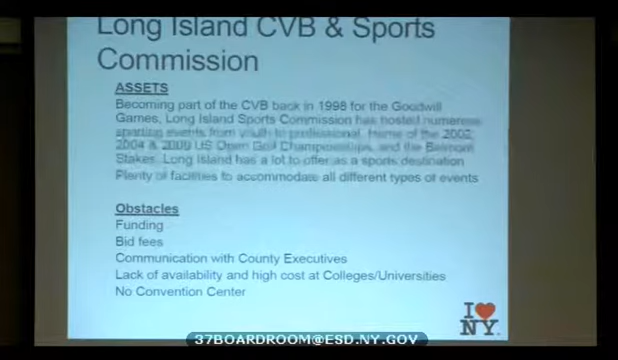 Long Island CVB & Sports
Commission
ASSETS
Becoming part of the CVB back in 1998 for the Goodwill
Games, Long Island Sports Commission has hosted numerous
sporting events from youth to professional. Home of the 2002,
2004 & 2009 US Open Golf Championships, and the Belmont
Stakes. Long Island has a lot to offer as a sports destination
Plenty of facilities to accommodate all different types of events
Obstacles
Funding
Bid fees
Communication with County Executives
Lack of availability and high cost at Colleges/Universities
No Convention Center
I NY.
37BOARDROOM@ESD.NY.GOV